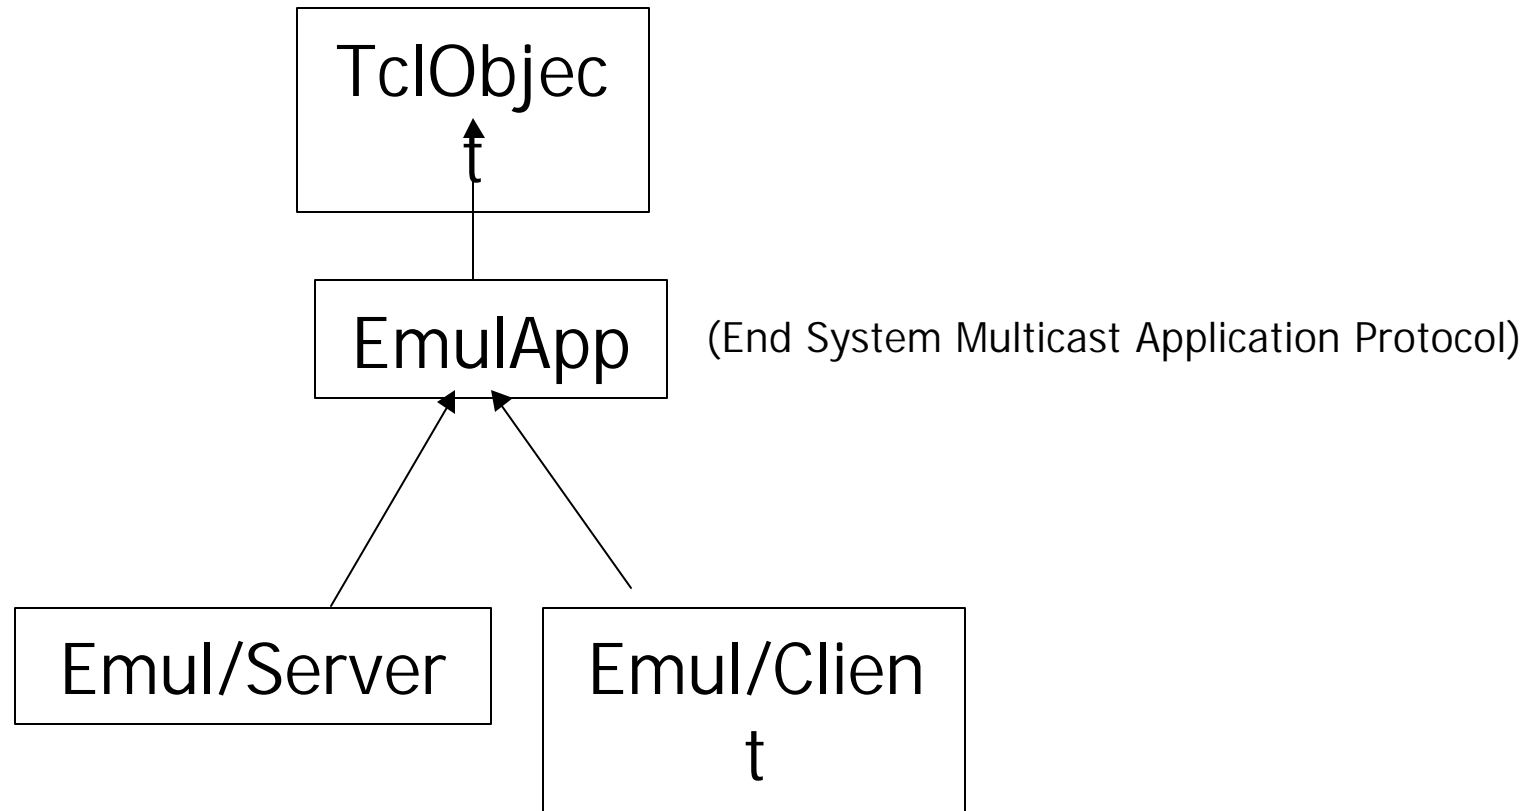 TclObjec
t
EmulApp
(End System Multicast Application Protocol)
Emul/Server
Emul/Clien
t